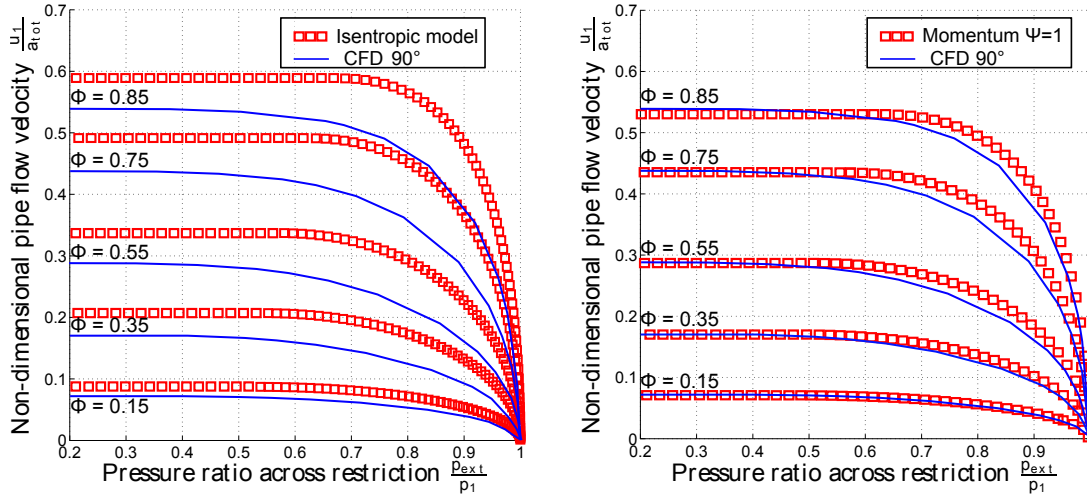 0.7
0.6
0.5
0.4
0.3
0.2
0.1
0
Non-dimensional pipe flow velocity u₁/a_tot
Isentropic model
CFD 90°
Φ = 0.85
Φ = 0.75
Φ = 0.55
Φ = 0.35
Φ = 0.15
0.2 0.3 0.4 0.5 0.6 0.7 0.8 0.9 1
Pressure ratio across restriction p_ext/p₁
0.7
0.6
0.5
0.4
0.3
0.2
0.1
0
Non-dimensional pipe flow velocity u₁/a_tot
Momentum Ψ=1
CFD 90°
Φ = 0.85
Φ = 0.75
Φ = 0.55
Φ = 0.35
Φ = 0.15
0.2 0.3 0.4 0.5 0.6 0.7 0.8 0.9
Pressure ratio across restriction p_ext/p₁